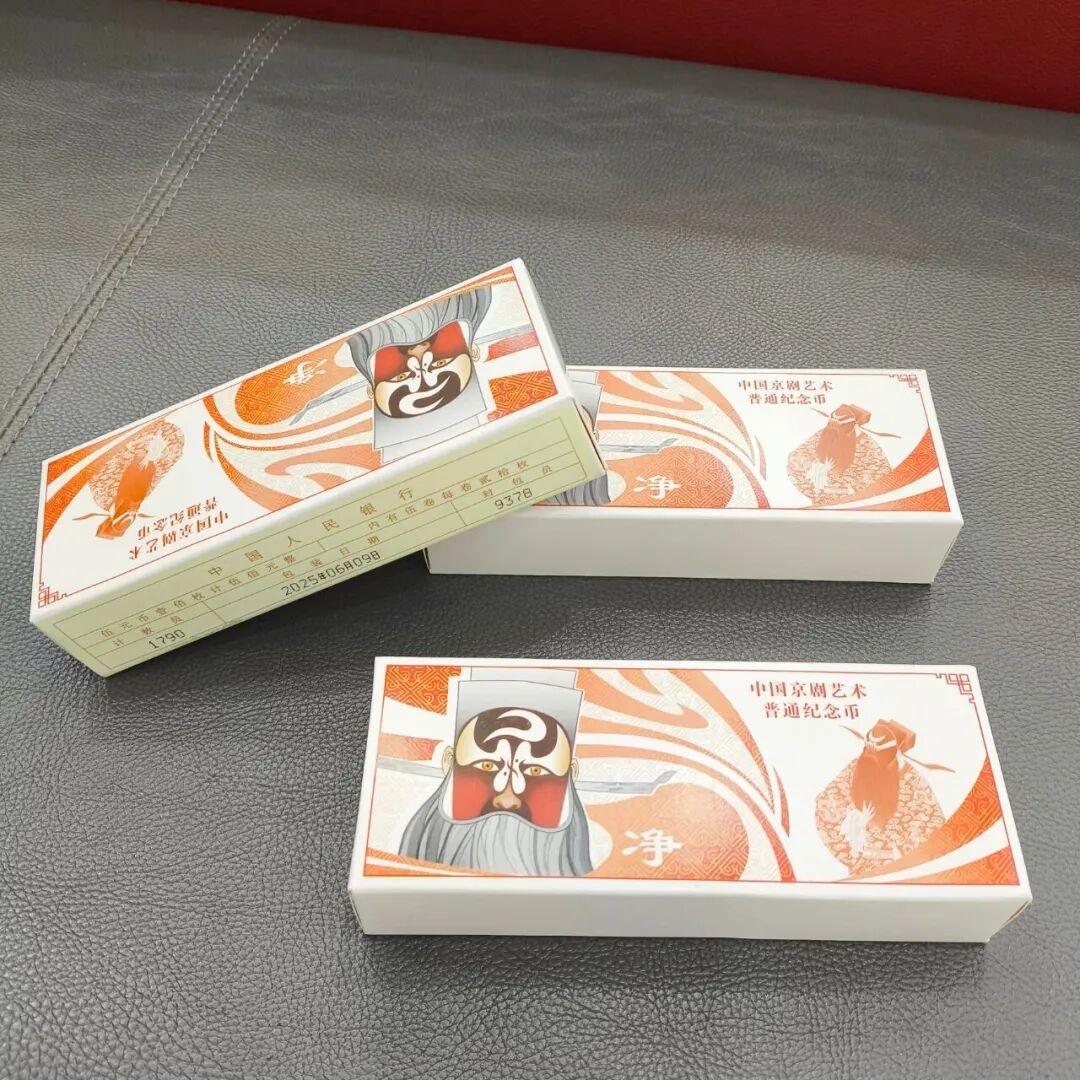 净
中国京剧艺术
普通纪念币
中国人民银行
伍元币壹佰枚计伍佰元整
内有伍卷每卷贰拾枚
计数员
包装日期
封包员
1790
2025年06月09日
9378
中国京剧艺术
普通纪念币
净
中国京剧艺术
普通纪念币
净